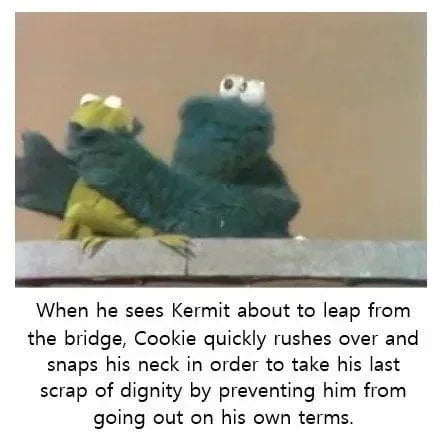 When he sees Kermit about to leap from
the bridge, Cookie quickly rushes over and
snaps his neck in order to take his last
scrap of dignity by preventing him from
going out on his own terms.